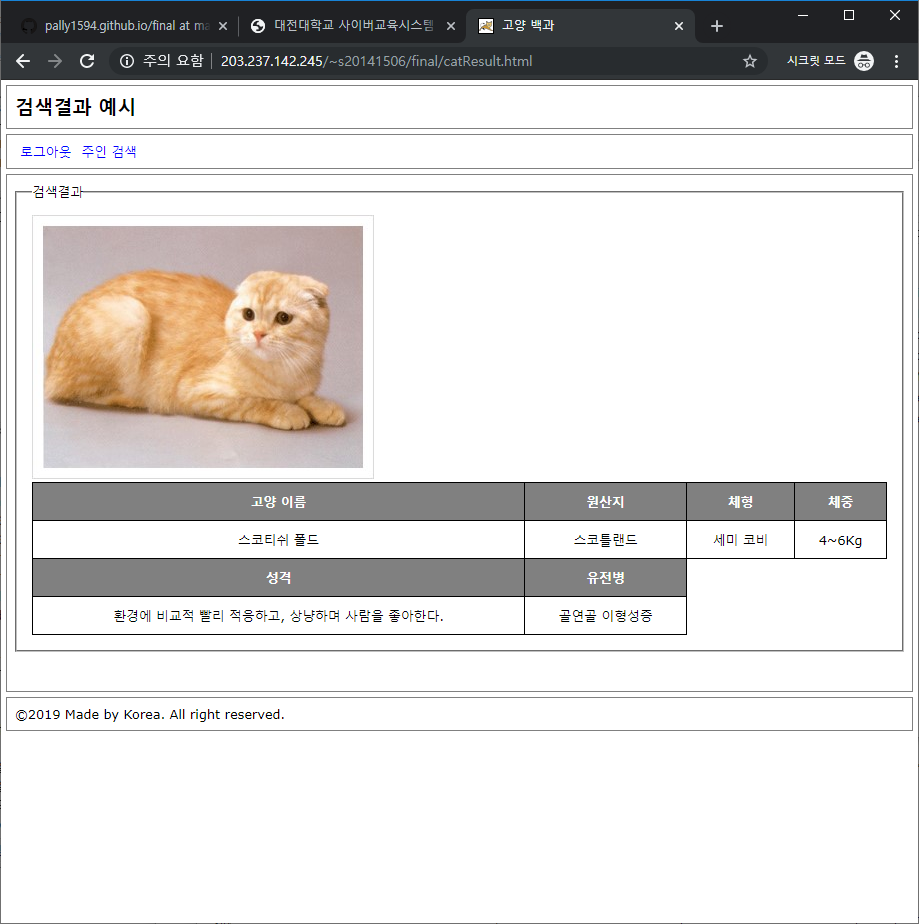 pally1594.github.io/final at ma
대전대학교 사이버교육시스템
고양 백과
주의 요함 203.237.142.245/~s20141506/final/catResult.html
시크릿 모드
검색결과 예시
로그아웃 주인 검색
검색결과
고양 이름 원산지 체형 체중
스코티쉬 폴드 스코틀랜드 세미 코비 4~6Kg
성격 유전병
환경에 비교적 빨리 적응하고, 상냥하며 사람을 좋아한다. 골연골 이형성증
©2019 Made by Korea. All right reserved.